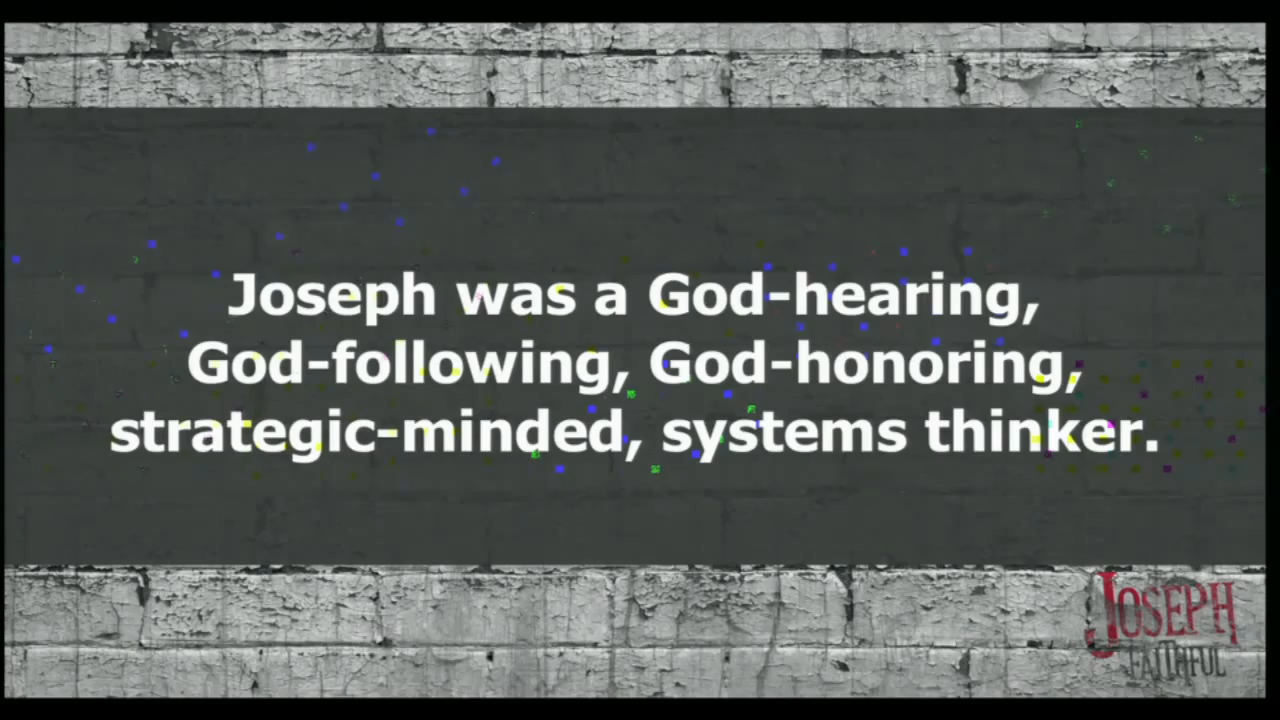 Joseph was a God-hearing,
God-following, God-honoring,
strategic-minded, systems thinker.
JOSEPH
FAITHFUL